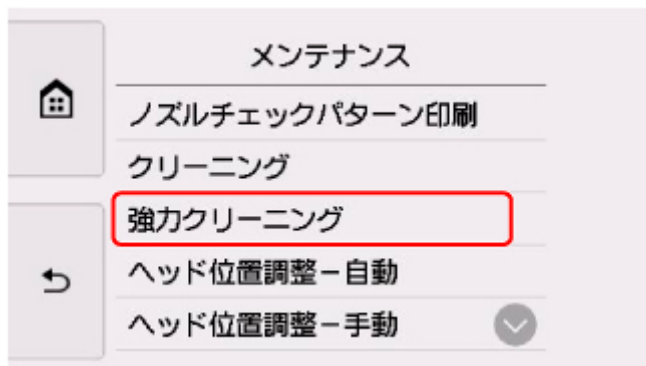 メンテナンス
ノズルチェックパターン印刷
クリーニング
強力クリーニング
ヘッド位置調整－自動
ヘッド位置調整－手動